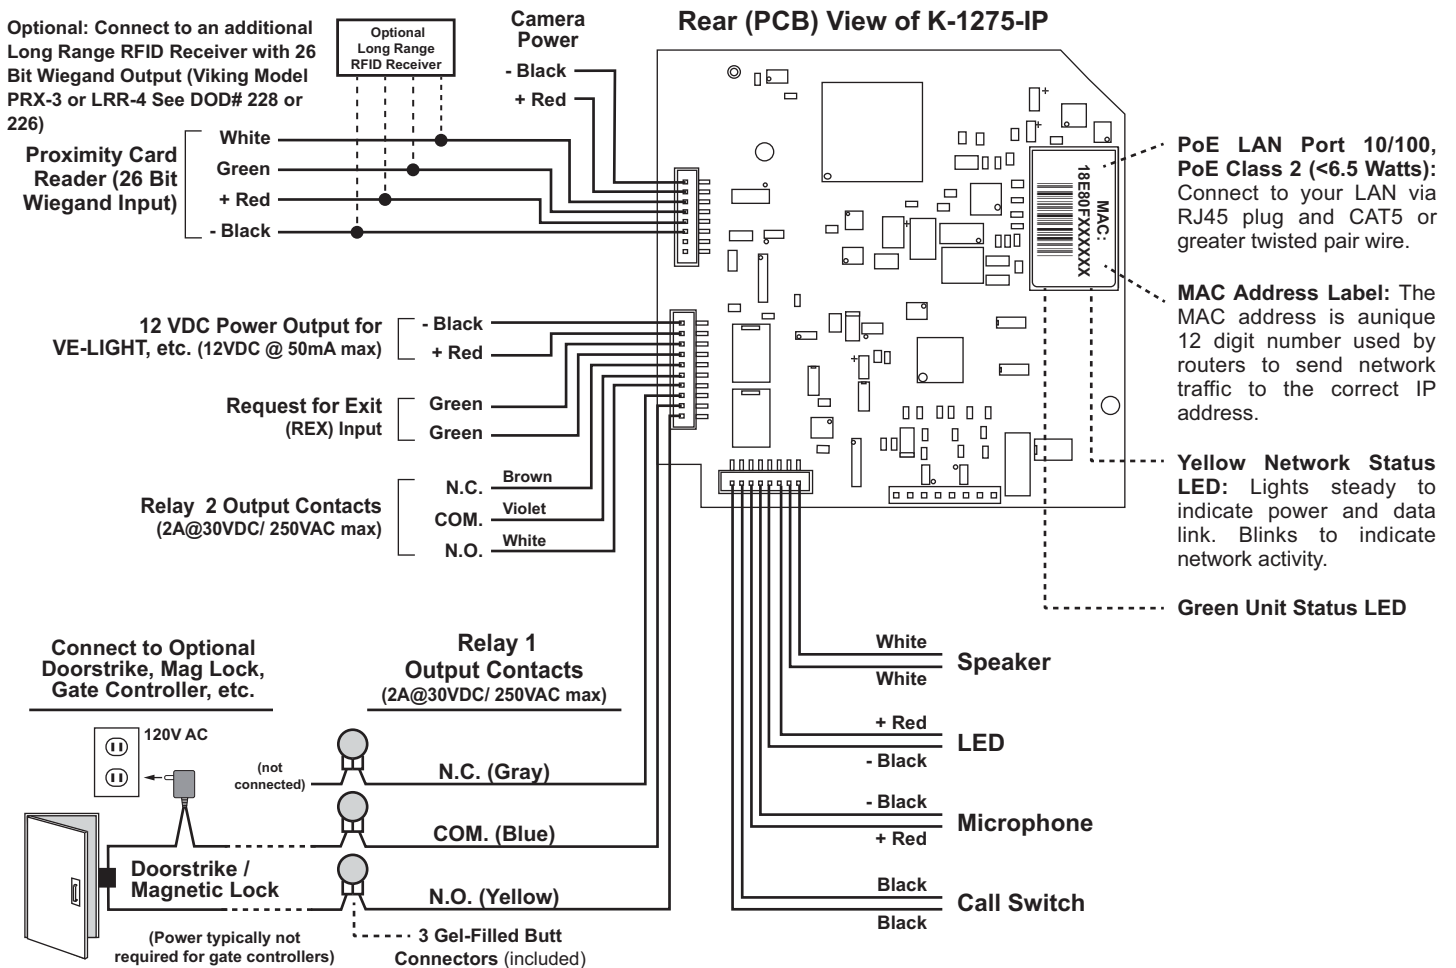 Rear (PCB) View of K-1275-IP
Optional: Connect to an additional
Long Range RFID Receiver with 26
Bit Wiegand Output (Viking Model
PRX-3 or LRR-4 See DOD# 228 or
226)
Optional
Long Range
RFID Receiver
Camera
Power
- Black
+ Red
Proximity Card
Reader (26 Bit
Wiegand Input)
White
Green
+ Red
- Black
12 VDC Power Output for
VE-LIGHT, etc. (12VDC @ 50mA max)
- Black
+ Red
Request for Exit
(REX) Input
Green
Green
Relay 2 Output Contacts
(2A@30VDC/ 250VAC max)
N.C.
Brown
COM.
Violet
N.O.
White
MAC:
18E80FXXXXXX
PoE LAN Port 10/100,
PoE Class 2 (<6.5 Watts):
Connect to your LAN via
RJ45 plug and CAT5 or
greater twisted pair wire.
MAC Address Label: The
MAC address is aunique
12 digit number used by
routers to send network
traffic to the correct IP
address.
Yellow Network Status
LED: Lights steady to
indicate power and data
link. Blinks to indicate
network activity.
Green Unit Status LED
Connect to Optional
Doorstrike, Mag Lock,
Gate Controller, etc.
Relay 1
Output Contacts
(2A@30VDC/ 250VAC max)
120V AC
(not
connected)
N.C. (Gray)
COM. (Blue)
N.O. (Yellow)
Doorstrike /
Magnetic Lock
(Power typically not
required for gate controllers)
3 Gel-Filled Butt
Connectors (included)
White
White
Speaker
+ Red
- Black
LED
- Black
+ Red
Microphone
Black
Black
Call Switch